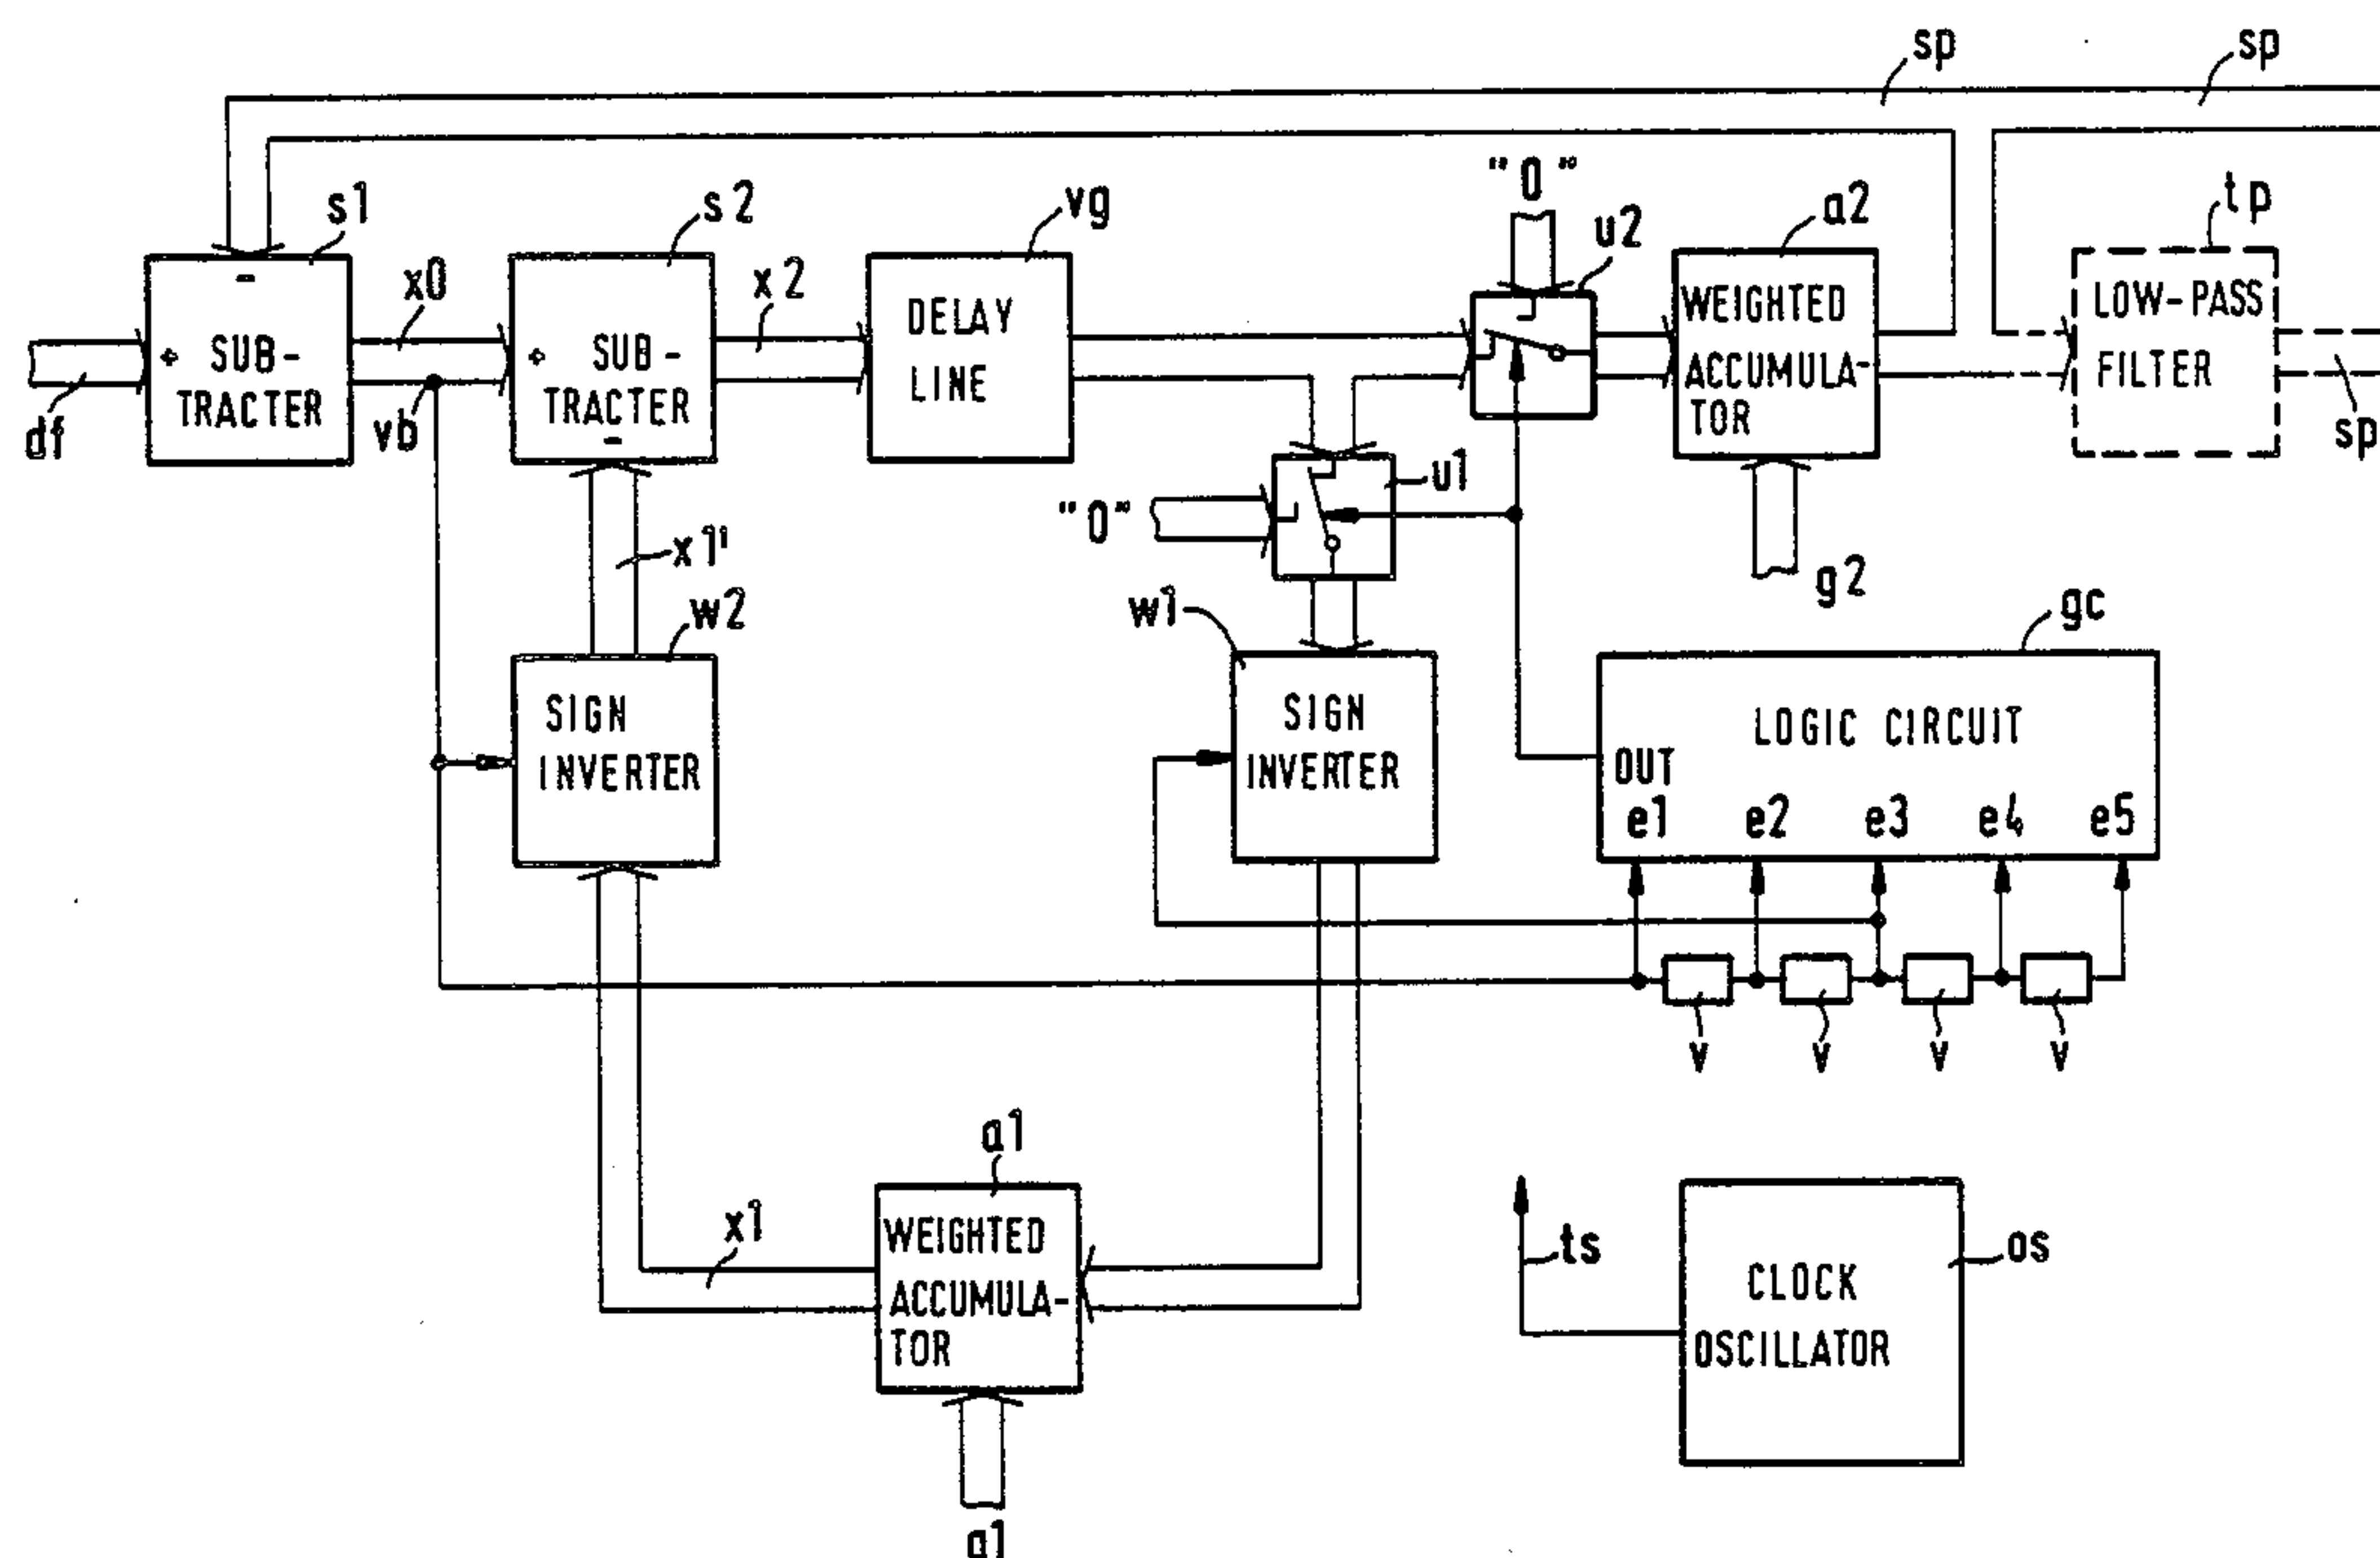 sp
sp
"0"
s1
s2
vg
u2
a2
tp
x0
x2
-
+
SUB-
TRACTER
+
SUB-
TRACTER
-
DELAY
LINE
WEIGHTED
ACCUMULA-
TOR
LOW-PASS
FILTER
df
vb
sp
"0"
u1
x1'
g2
w2
w1
gc
SIGN
INVERTER
SIGN
INVERTER
LOGIC CIRCUIT
OUT
e1
e2
e3
e4
e5
v
v
v
v
a1
x1
WEIGHTED
ACCUMULA-
TOR
ts
os
CLOCK
OSCILLATOR